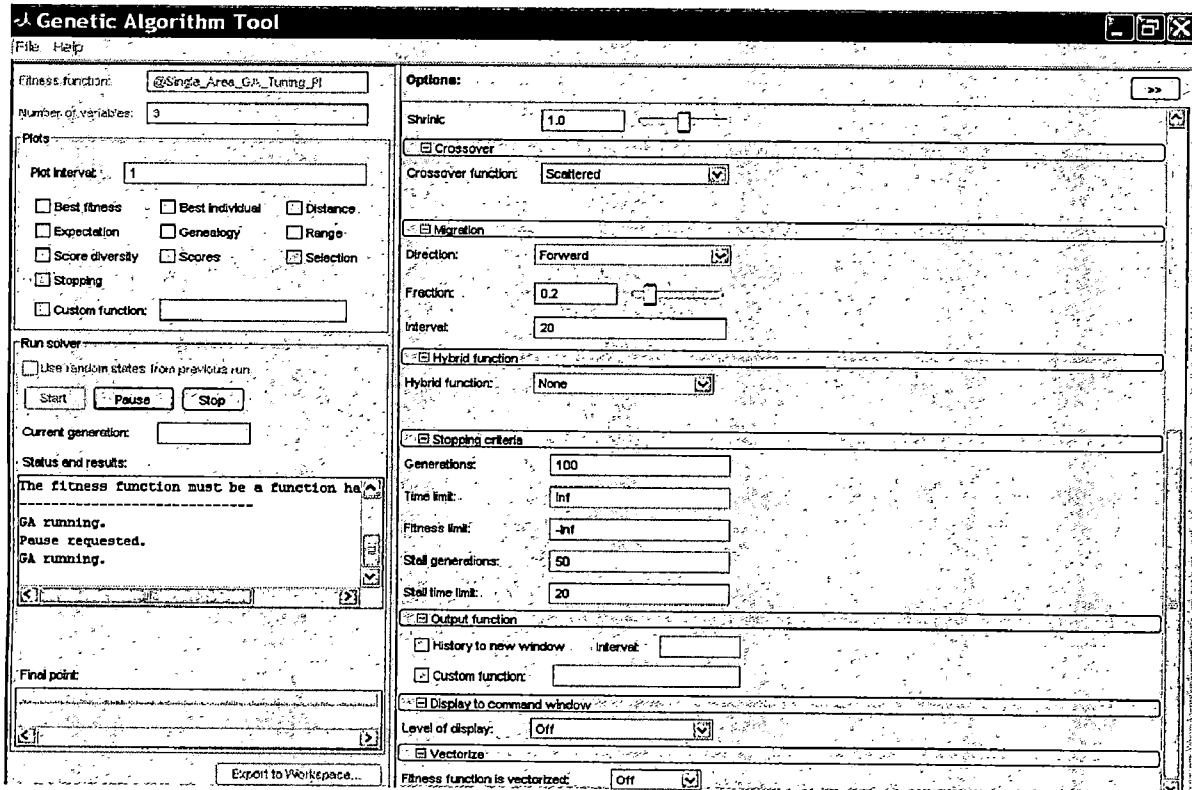 Genetic Algorithm Tool
File Help
Fitness function: @Single_Area_GA_Tuning_PI
Number of variables: 3
Plots
Plot interval: 1
Best fitness Best individual Distance
Expectation Genealogy Range
Score diversity Scores Selection
Stopping
Custom function:
Run solver
Use random states from previous run
Start Pause Stop
Current generation:
Status and results:
The fitness function must be a function ha
------------------------------
GA running.
Pause requested.
GA running.
Final point:
Export to Workspace...
Options:
>>
Shrink: 1.0
Crossover
Crossover function: Scattered
Migration
Direction: Forward
Fraction: 0.2
Interval: 20
Hybrid function
Hybrid function: None
Stopping criteria
Generations: 100
Time limit: Inf
Fitness limit: -Inf
Stall generations: 50
Stall time limit: 20
Output function
History to new window Interval:
Custom function:
Display to command window
Level of display: Off
Vectorize
Fitness function is vectorized: Off